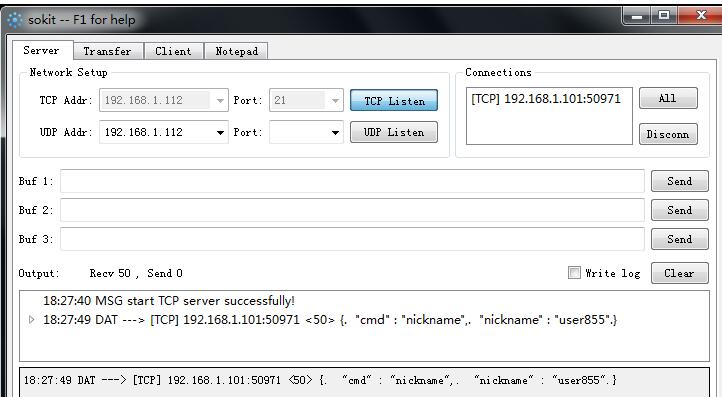 sokit -- F1 for help
Server Transfer Client Notepad
Network Setup
Connections
TCP Addr: 192.168.1.112 Port: 21 TCP Listen
[TCP] 192.168.1.101:50971
All
UDP Addr: 192.168.1.112 Port: UDP Listen
Disconn
Buf 1: Send
Buf 2: Send
Buf 3: Send
Output: Recv 50 , Send 0 Write log Clear
18:27:40 MSG start TCP server successfully!
18:27:49 DAT ---> [TCP] 192.168.1.101:50971 <50> {. "cmd" : "nickname",. "nickname" : "user855".}
18:27:49 DAT ---> [TCP] 192.168.1.101:50971 <50> {. "cmd" : "nickname",. "nickname" : "user855".}